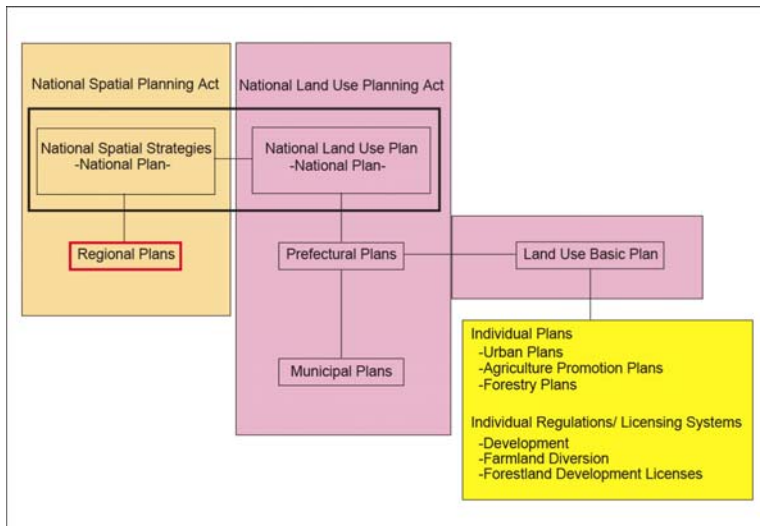 National Spatial Planning Act
National Land Use Planning Act
National Spatial Strategies
-National Plan-
National Land Use Plan
-National Plan-
Regional Plans
Prefectural Plans
Land Use Basic Plan
Municipal Plans
Individual Plans
-Urban Plans
-Agriculture Promotion Plans
-Forestry Plans
Individual Regulations/ Licensing Systems
-Development
-Farmland Diversion
-Forestland Development Licenses